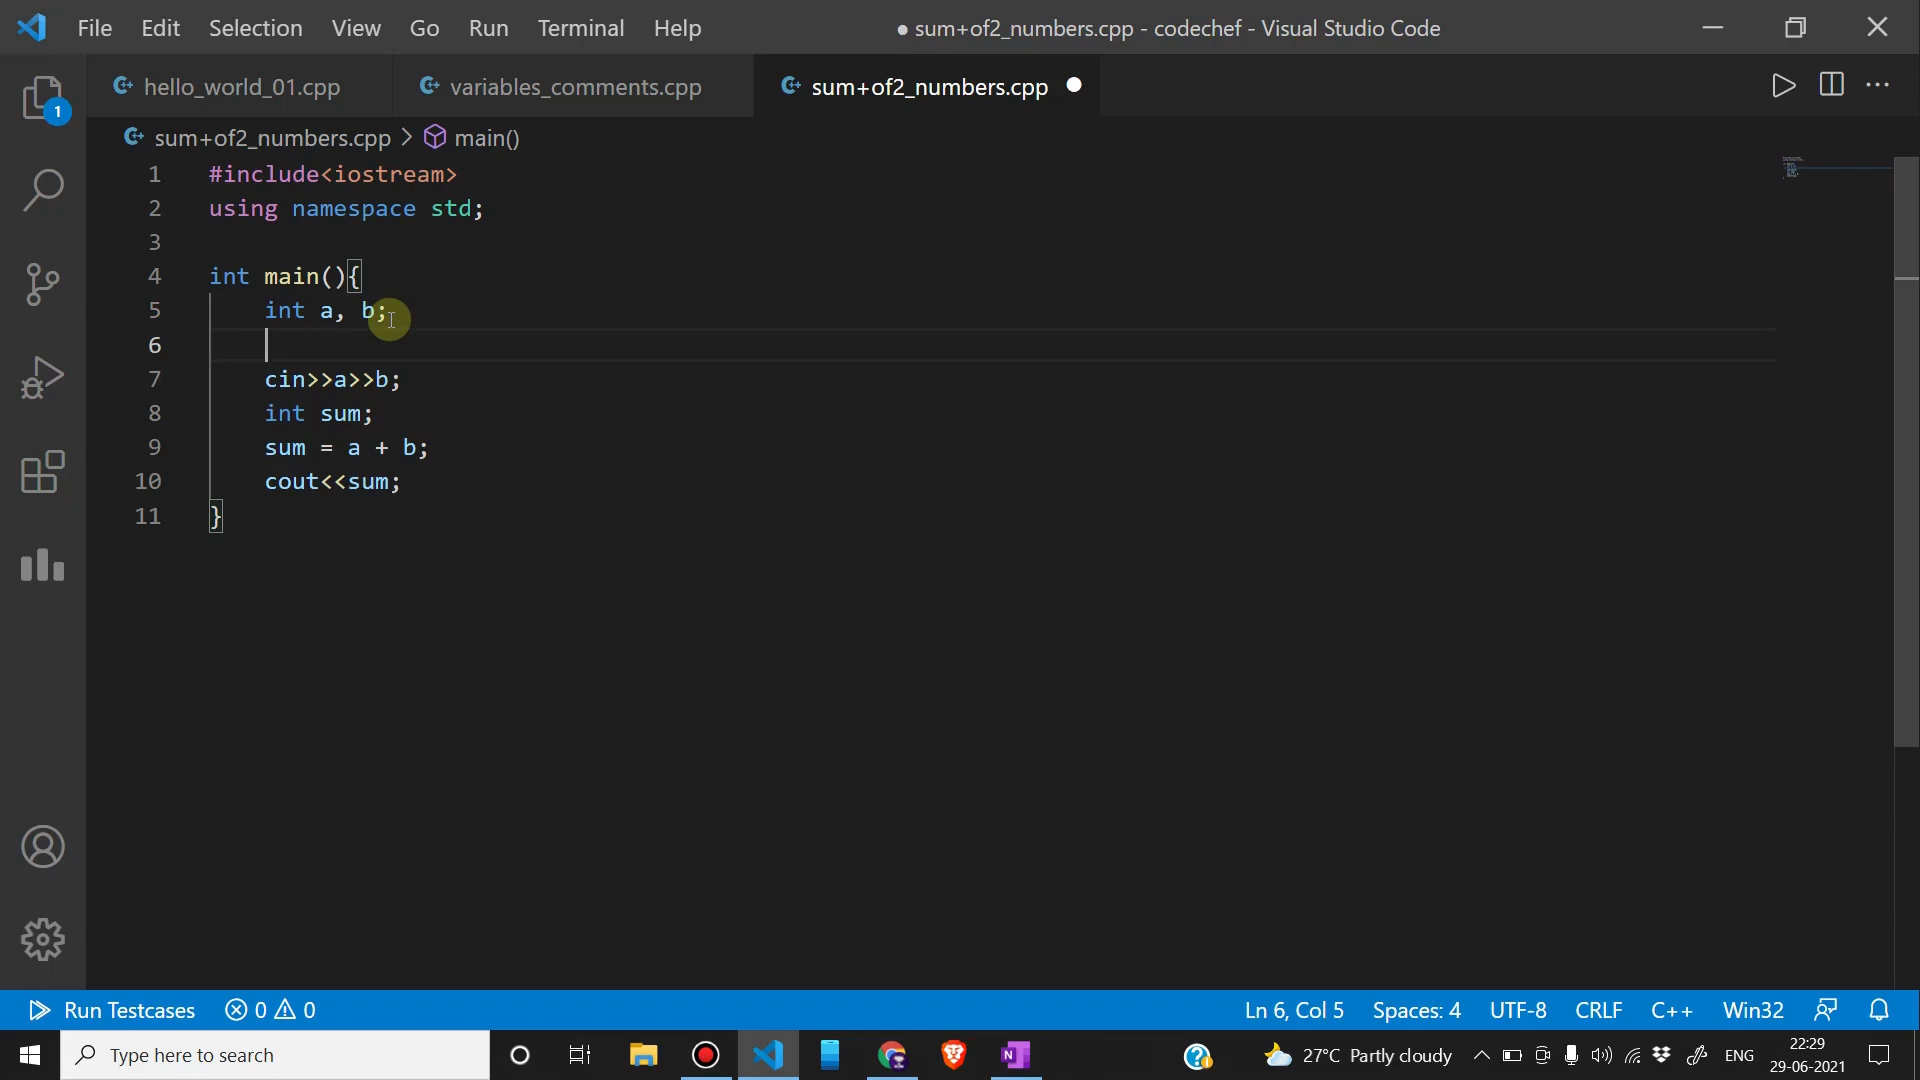 File Edit Selection View Go Run Terminal Help ● sum+of2_numbers.cpp - codechef - Visual Studio Code
hello_world_01.cpp variables_comments.cpp sum+of2_numbers.cpp
1
sum+of2_numbers.cpp > main()
1 #include<iostream>
2 using namespace std;
3
4 int main(){
5 int a, b;
6
7 cin>>a>>b;
8 int sum;
9 sum = a + b;
10 cout<<sum;
11 }
Run Testcases 0 0 Ln 6, Col 5 Spaces: 4 UTF-8 CRLF C++ Win32
Type here to search 27°C Partly cloudy ENG 22:29
29-06-2021